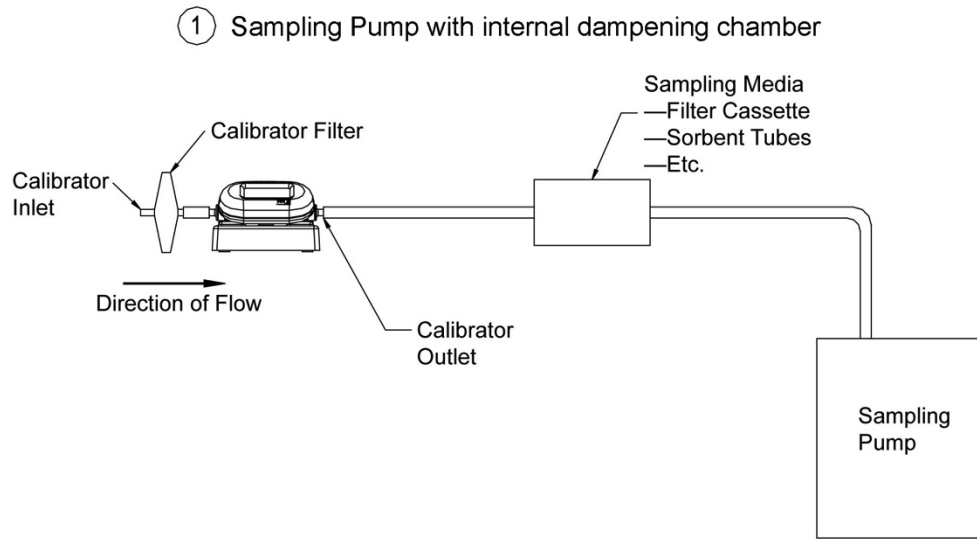 1 Sampling Pump with internal dampening chamber
Sampling Media
—Filter Cassette
—Sorbent Tubes
—Etc.
Calibrator Filter
Calibrator
Inlet
Direction of Flow
Calibrator
Outlet
Sampling
Pump